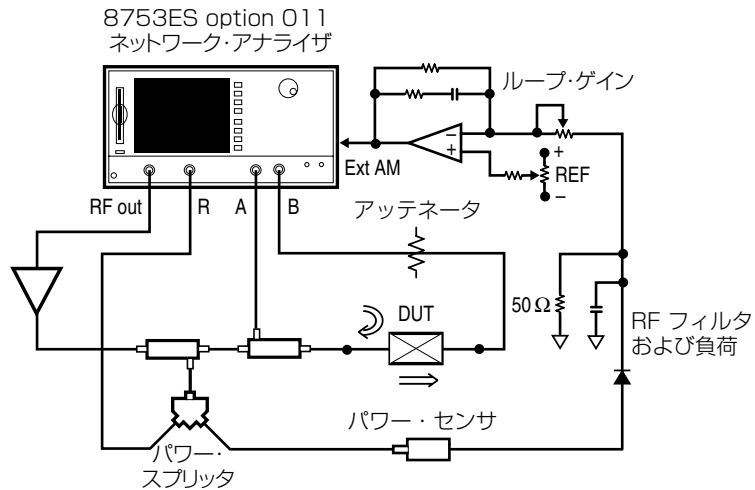 8753ES option 011
ネットワーク・アナライザ
ループ・ゲイン
−
+
Ext AM
+
REF
−
RF out
R
A
B
アッテネータ
50 Ω
DUT
RF フィルタ
および負荷
パワー・センサ
パワー・
スプリッタ